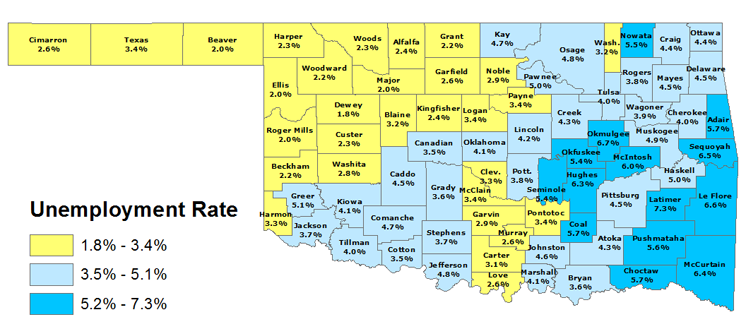 Cimarron
2.6%
Texas
3.4%
Beaver
2.0%
Harper
2.3%
Woods
2.3%
Alfalfa
2.4%
Grant
2.2%
Kay
4.7%
Osage
4.8%
Wash.
3.2%
Nowata
5.5%
Craig
4.4%
Ottawa
4.4%
Woodward
2.2%
Major
2.0%
Garfield
2.6%
Noble
2.9%
Pawnee
5.0%
Rogers
3.8%
Mayes
4.5%
Delaware
4.5%
Ellis
2.0%
Dewey
1.8%
Blaine
3.2%
Kingfisher
2.4%
Logan
3.4%
Payne
3.4%
Tulsa
4.0%
Creek
4.3%
Wagoner
3.9%
Cherokee
4.0%
Adair
5.7%
Roger Mills
2.0%
Custer
2.3%
Canadian
3.5%
Oklahoma
4.1%
Lincoln
4.2%
Okmulgee
6.7%
Muskogee
4.9%
Sequoyah
6.5%
Beckham
2.2%
Washita
2.8%
Caddo
4.5%
Grady
3.6%
Clev.
3.3%
McClain
3.4%
Pott.
3.8%
Okfuskee
5.4%
McIntosh
6.0%
Haskell
5.0%
Seminole
5.4%
Hughes
6.3%
Pittsburg
4.5%
Latimer
7.3%
Le Flore
6.6%
Greer
5.1%
Kiowa
4.1%
Harmon
3.3%
Jackson
3.7%
Comanche
4.7%
Tillman
4.0%
Cotton
3.5%
Stephens
3.7%
Garvin
2.9%
Pontotoc
3.4%
Coal
5.7%
Murray
2.6%
Jefferson
4.8%
Carter
3.1%
Johnston
4.6%
Atoka
4.3%
Pushmataha
5.6%
McCurtain
6.4%
Love
2.6%
Marshall
4.1%
Bryan
3.6%
Choctaw
5.7%
Unemployment Rate
1.8% - 3.4%
3.5% - 5.1%
5.2% - 7.3%